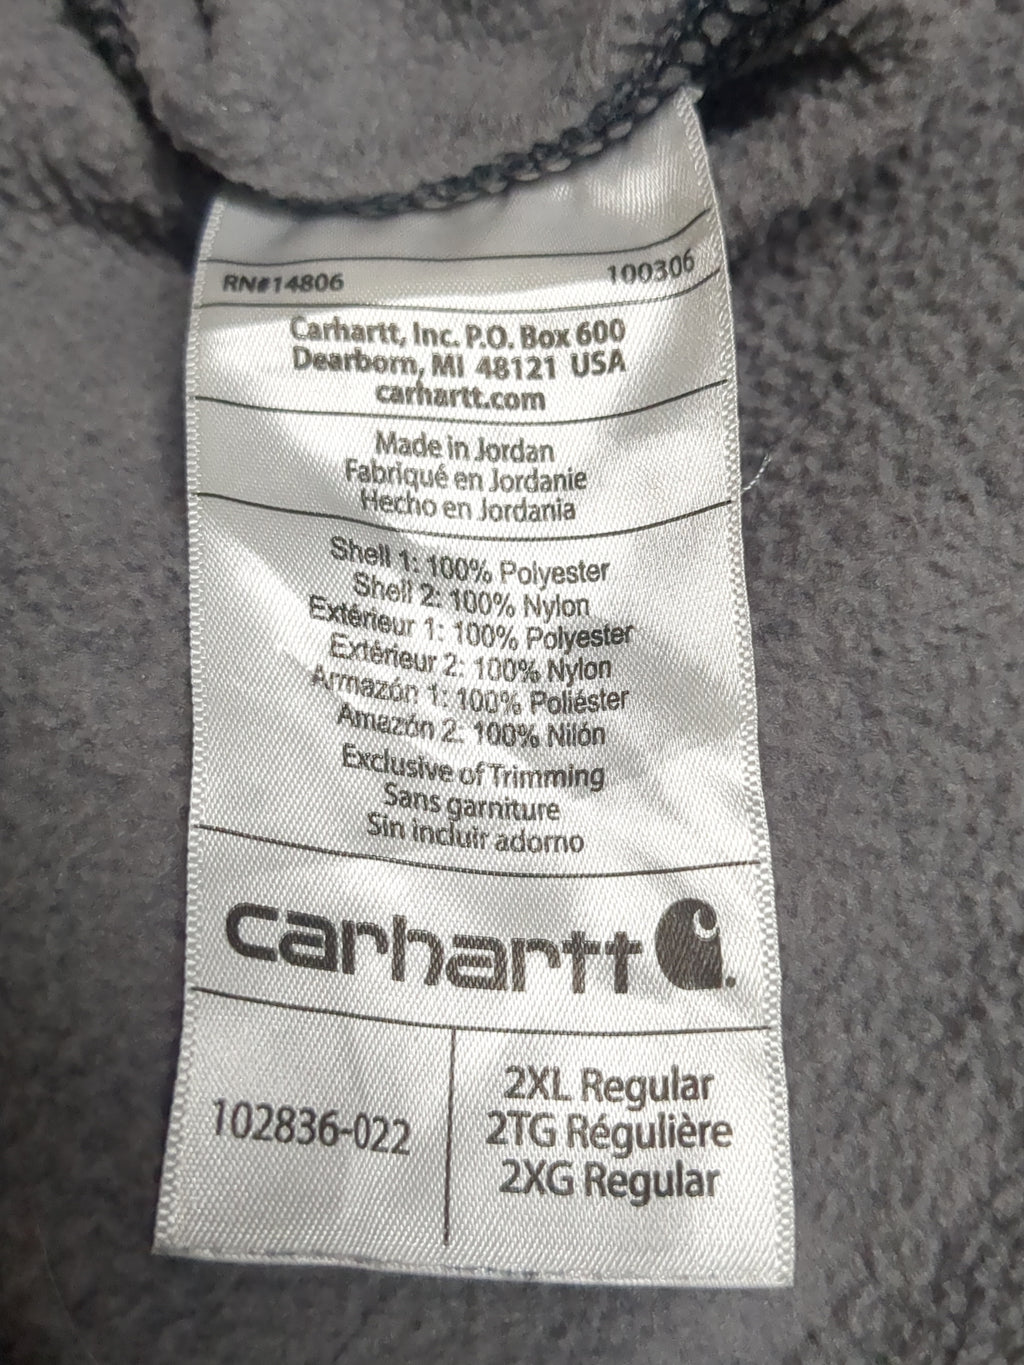 RN#14806 100306
Carhartt, Inc. P.O. Box 600
Dearborn, MI 48121 USA
carhartt.com
Made in Jordan
Fabriqué en Jordanie
Hecho en Jordania
Shell 1: 100% Polyester
Shell 2: 100% Nylon
Extérieur 1: 100% Polyester
Extérieur 2: 100% Nylon
Armazón 1: 100% Poliéster
Amazón 2: 100% Nilón
Exclusive of Trimming
Sans garniture
Sin incluir adorno
carhartt
102836-022
2XL Regular
2TG Régulière
2XG Regular